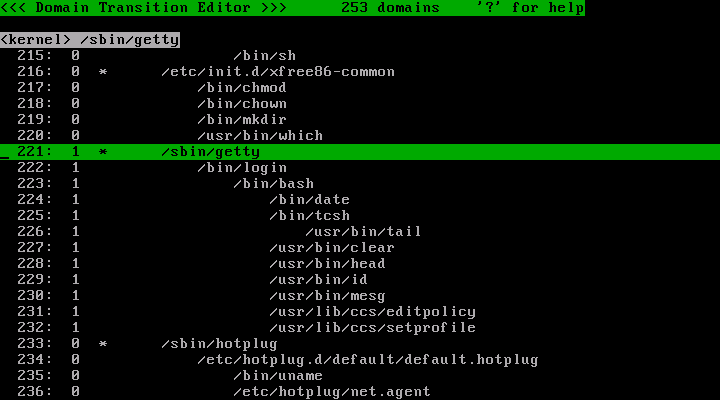 <<< Domain Transition Editor >>>      253 domains    '?' for help
<kernel> /sbin/getty
215:  0                    /bin/sh
216:  0  *      /etc/init.d/xfree86-common
217:  0             /bin/chmod
218:  0             /bin/chown
219:  0             /bin/mkdir
220:  0             /usr/bin/which
_ 221:  1  *      /sbin/getty
222:  1             /bin/login
223:  1                 /bin/bash
224:  1                     /bin/date
225:  1                     /bin/tcsh
226:  1                         /usr/bin/tail
227:  1                     /usr/bin/clear
228:  1                     /usr/bin/head
229:  1                     /usr/bin/id
230:  1                     /usr/bin/mesg
231:  1                     /usr/lib/ccs/editpolicy
232:  1                     /usr/lib/ccs/setprofile
233:  0  *      /sbin/hotplug
234:  0             /etc/hotplug.d/default/default.hotplug
235:  0                 /bin/uname
236:  0                 /etc/hotplug/net.agent